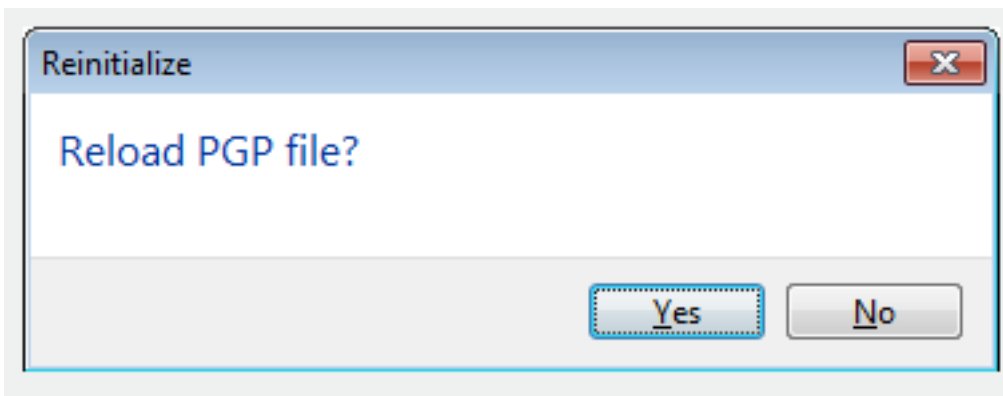 Reinitialize
Reload PGP file?
Yes No